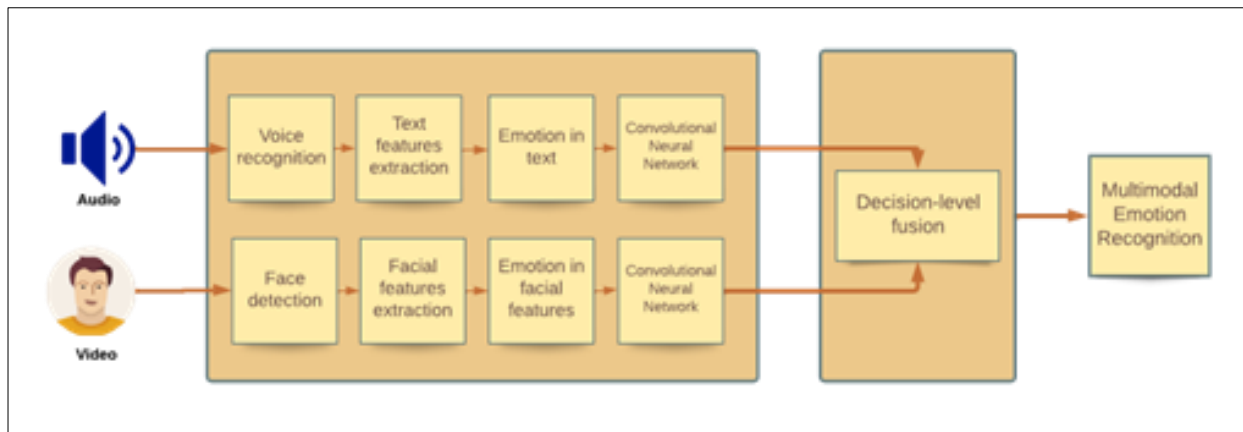 Audio
Voice
recognition
Text
features
extraction
Emotion in
text
Convolutional
Neural
Network
Video
Face
detection
Facial
features
extraction
Emotion in
facial
features
Convolutional
Neural
Network
Decision-level
fusion
Multimodal
Emotion
Recognition